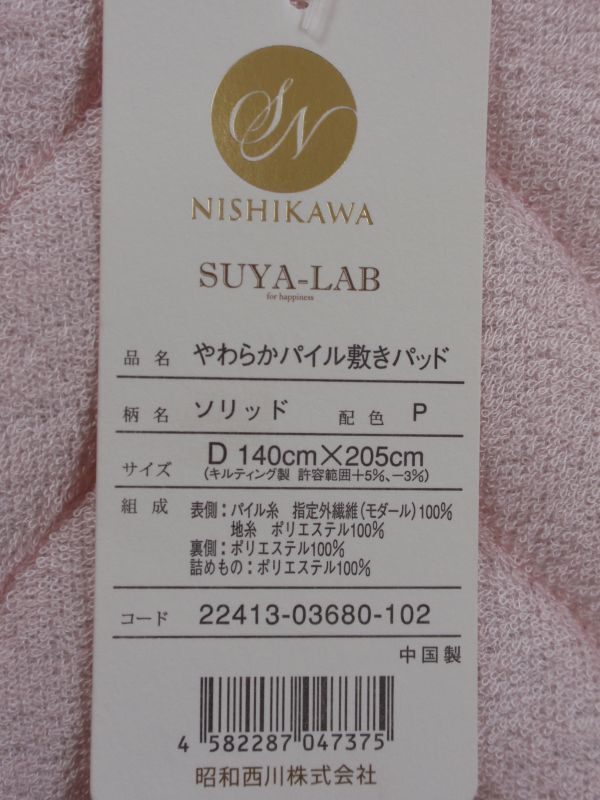 SN
NISHIKAWA
SUYA-LAB
for happiness
品名 やわらかパイル敷きパッド
柄名 ソリッド 配色 P
サイズ D 140cm×205cm
(キルティング製 許容範囲+5%、-3%)
組成 表側:パイル糸 指定外繊維(モダール)100%
地糸 ポリエステル100%
裏側:ポリエステル100%
詰めもの:ポリエステル100%
コード 22413-03680-102
中国製
4 582287 047375
昭和西川株式会社